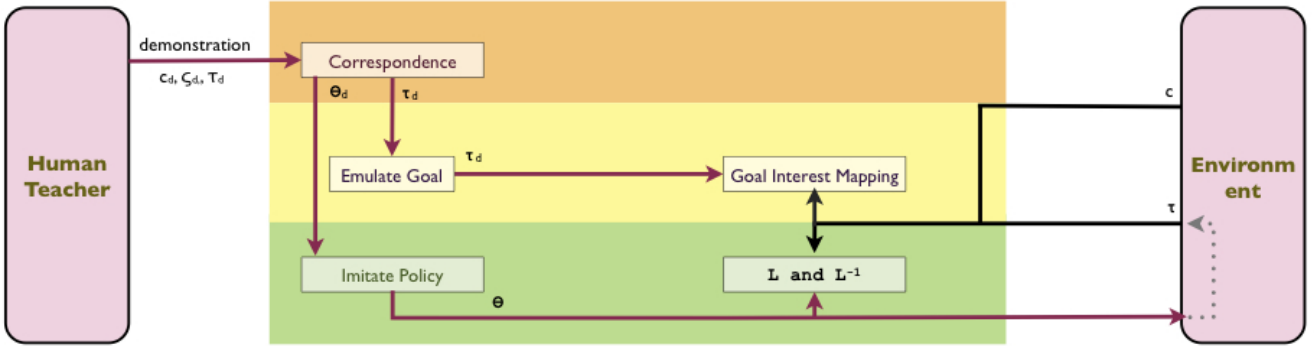 demonstration
c_d, ς_d, T_d
Human
Teacher
Correspondence
Θ_d
τ_d
Emulate Goal
τ_d
Goal Interest Mapping
Imitate Policy
Θ
L and L⁻¹
c
τ
Environm
ent